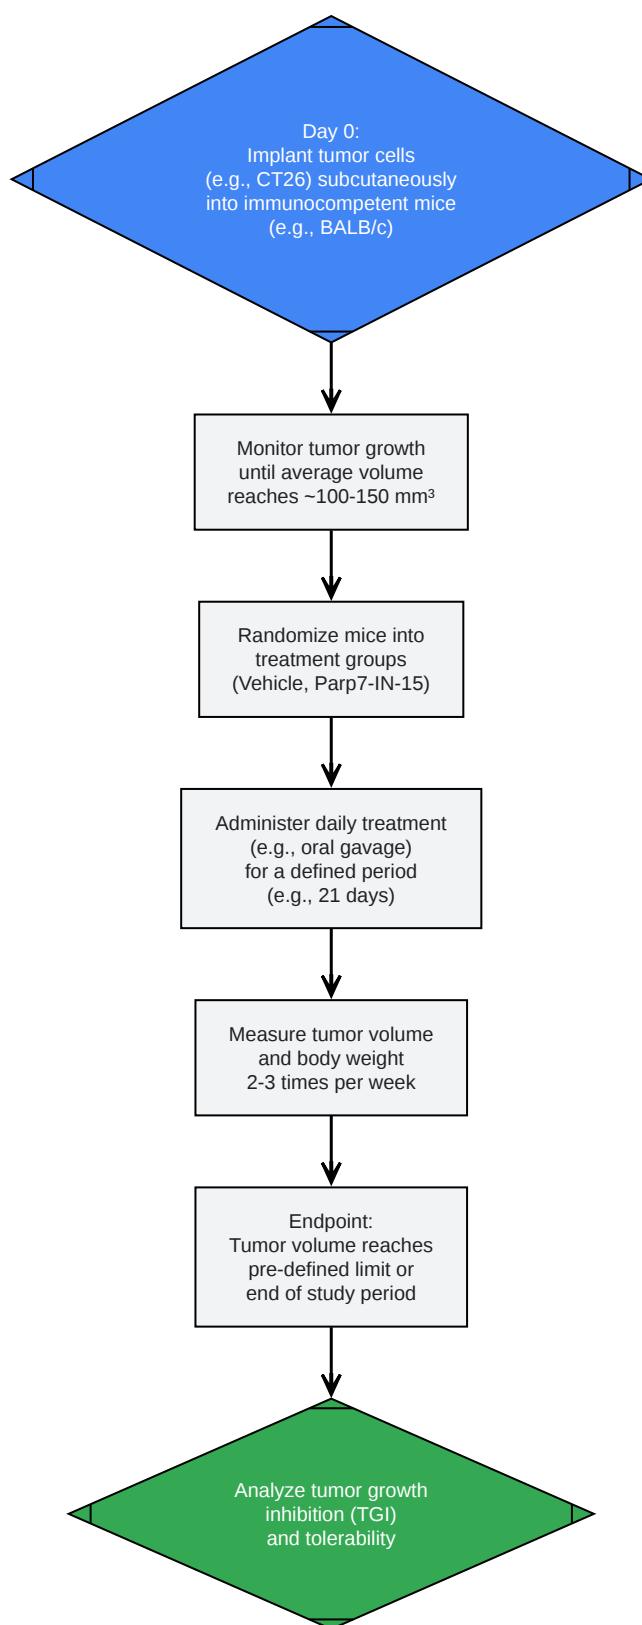 Day 0:
Implant tumor cells
(e.g., CT26) subcutaneously
into immunocompetent mice
(e.g., BALB/c)
Monitor tumor growth
until average volume
reaches ~100-150 mm³
Randomize mice into
treatment groups
(Vehicle, Parp7-IN-15)
Administer daily treatment
(e.g., oral gavage)
for a defined period
(e.g., 21 days)
Measure tumor volume
and body weight
2-3 times per week
Endpoint:
Tumor volume reaches
pre-defined limit or
end of study period
Analyze tumor growth
inhibition (TGI)
and tolerability